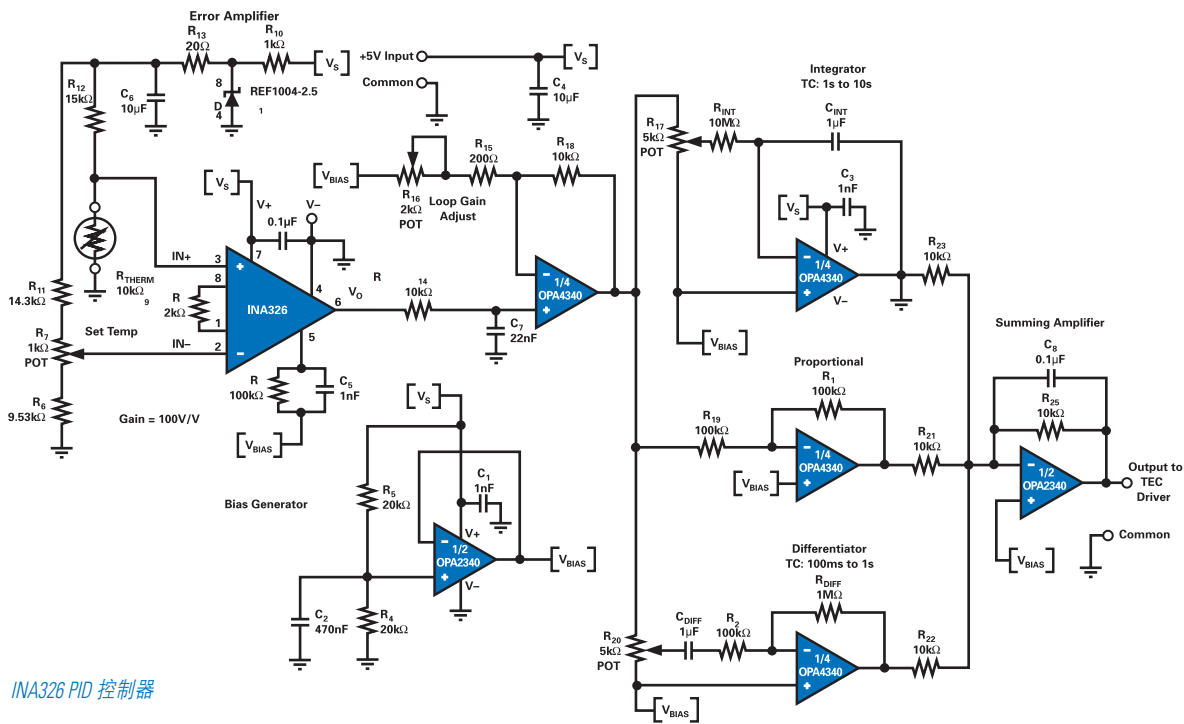 Error Amplifier
R13
20Ω
R10
1kΩ
[VS]
R12
15kΩ
C6
10µF
8
D
4
REF1004-2.5
1
+5V Input
Common
[VS]
C4
10µF
[VS]
V+
0.1µF
V–
7
4
IN+
3
+
8
R
2kΩ
1
IN–
2
–
INA326
6
VO
5
RTHERM
10kΩ
9
R11
14.3kΩ
R7
1kΩ
POT
Set Temp
R6
9.53kΩ
Gain = 100V/V
R
100kΩ
C5
1nF
[VBIAS]
[VBIAS]
R16
2kΩ
POT
Loop Gain
Adjust
R15
200Ω
R18
10kΩ
R
14
10kΩ
C7
22nF
–
1/4
OPA4340
+
Bias Generator
[VS]
R5
20kΩ
C1
1nF
V+
–
1/2
OPA2340
+
V–
[VBIAS]
C2
470nF
R4
20kΩ
Integrator
TC: 1s to 10s
R17
5kΩ
POT
RINT
10MΩ
CINT
1µF
[VS]
C3
1nF
V+
–
1/4
OPA4340
+
V–
[VBIAS]
R23
10kΩ
Proportional
R1
100kΩ
R19
100kΩ
–
1/4
OPA4340
+
[VBIAS]
R21
10kΩ
Differentiator
TC: 100ms to 1s
RDIFF
1MΩ
R20
5kΩ
POT
CDIFF
1µF
R2
100kΩ
–
1/4
OPA4340
+
[VBIAS]
R22
10kΩ
Summing Amplifier
C8
0.1µF
R25
10kΩ
–
1/2
OPA2340
+
[VBIAS]
Output to
TEC
Driver
Common
INA326 PID 控制器